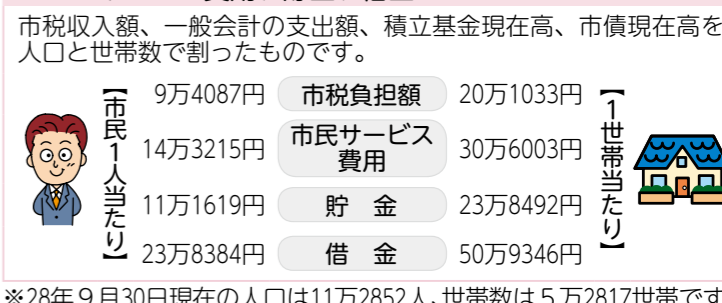 市税収入額、一般会計の支出額、積立基金現在高、市債現在高を
人口と世帯数で割ったものです。
【市民1人当たり】
9万4087円 市税負担額 20万1033円
14万3215円 市民サービス費用 30万6003円
11万1619円 貯 金 23万8492円
23万8384円 借 金 50万9346円
【1世帯当たり】
※28年9月30日現在の人口は11万2852人、世帯数は5万2817世帯です